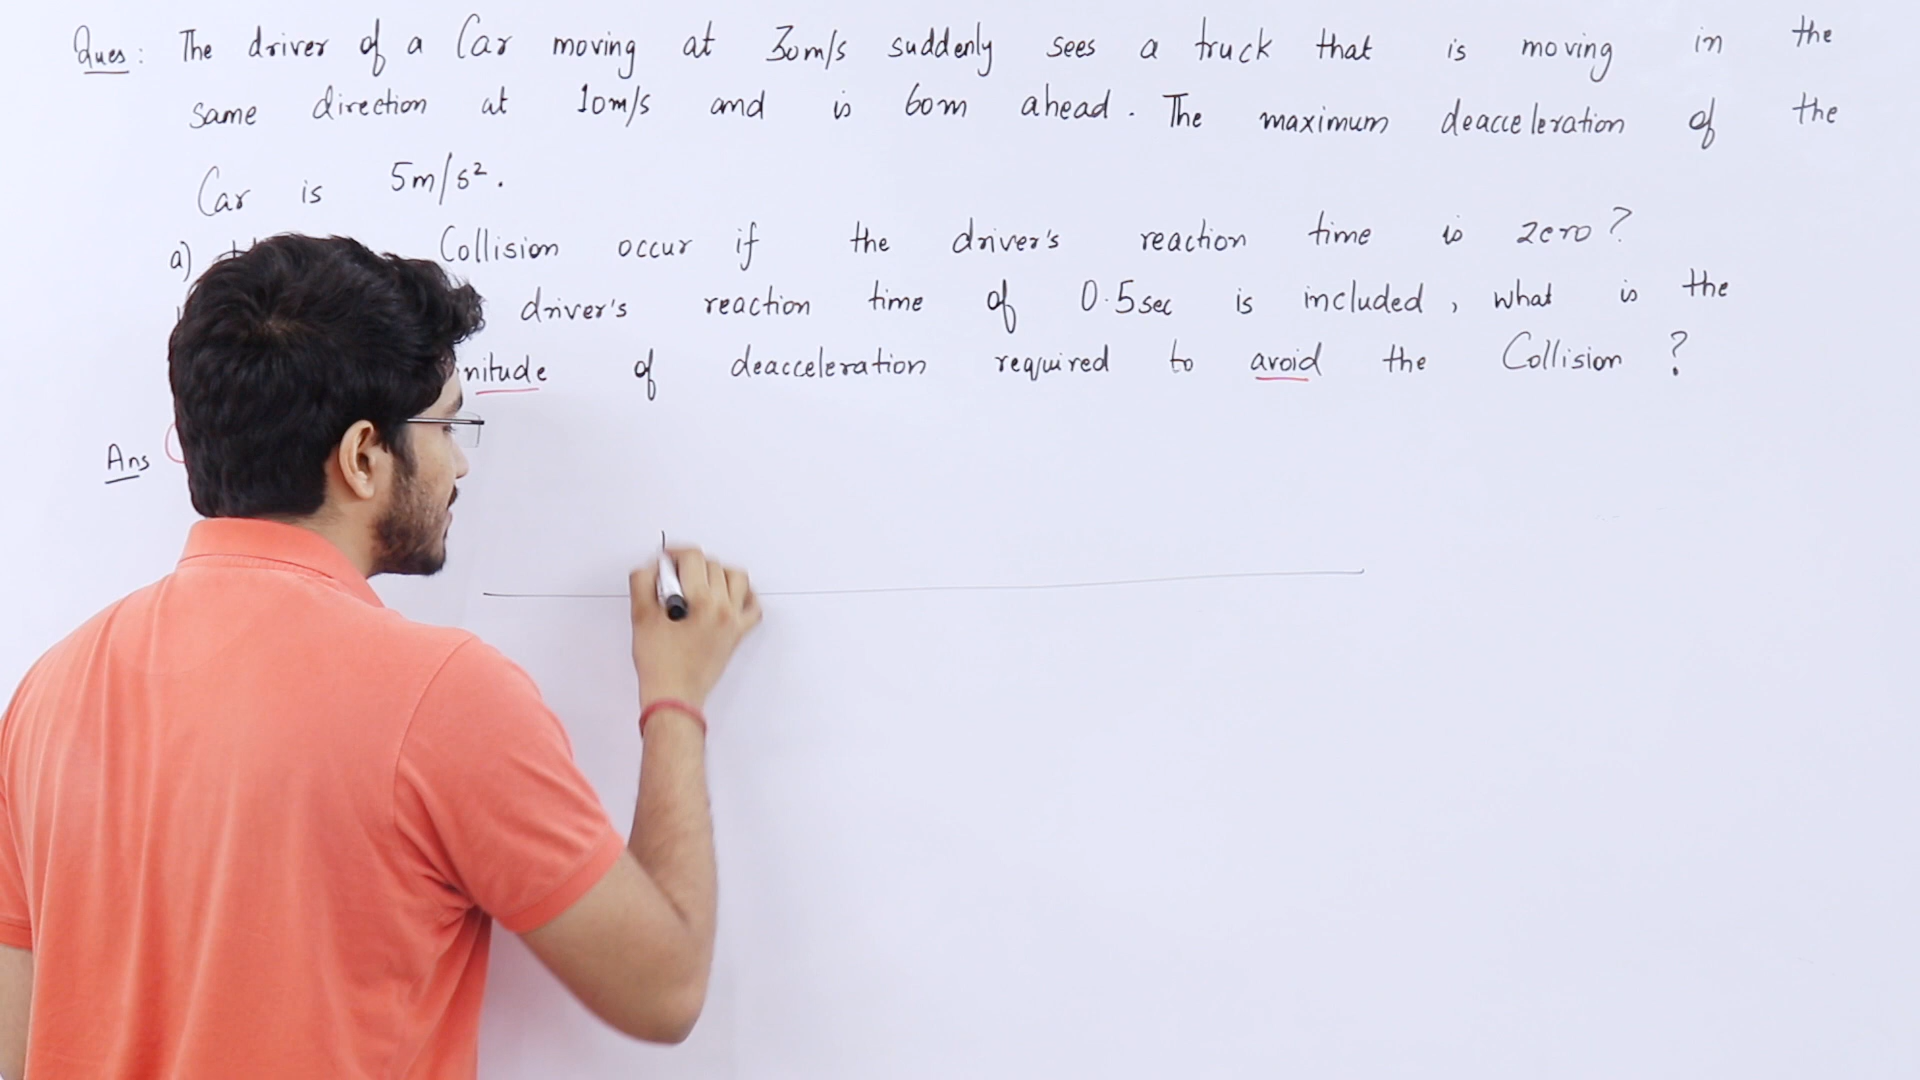 Ques: The driver of a Car moving at 30m/s suddenly sees a truck that is moving in the
same direction at 10m/s and is 60m ahead. The maximum deacceleration of the
Car is 5m/s².
a) Collision occur if the driver's reaction time is zero?
driver's reaction time of 0.5sec is included, what is the
nitude of deacceleration required to avoid the Collision?
Ans